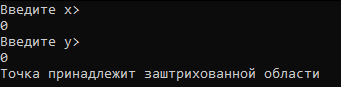 Введите x>
0
Введите y>
0
Точка принадлежит заштрихованной области